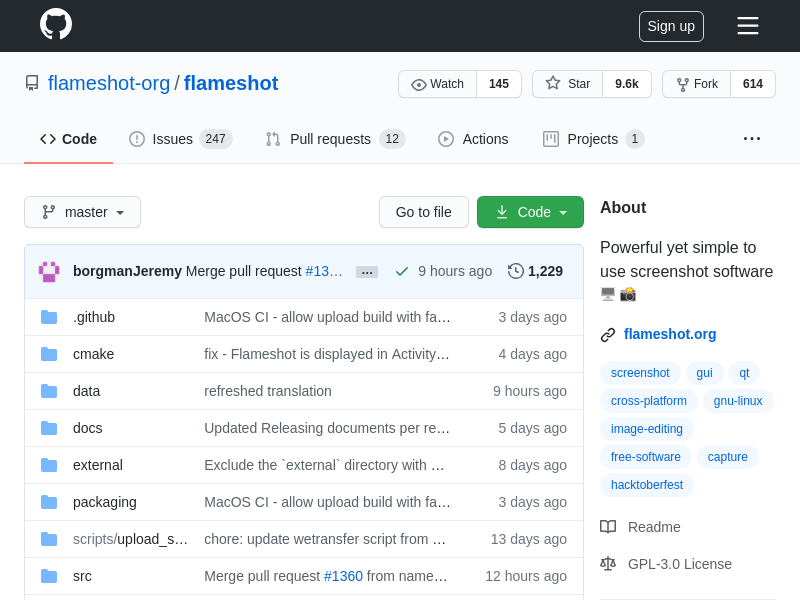 Sign up
flameshot-org / flameshot
Watch 145 Star 9.6k Fork 614
Code Issues 247 Pull requests 12 Actions Projects 1 ...
master Go to file Code
borgmanJeremy Merge pull request #13… ... 9 hours ago 1,229
.github MacOS CI - allow upload build with fa… 3 days ago
cmake fix - Flameshot is displayed in Activity… 4 days ago
data refreshed translation 9 hours ago
docs Updated Releasing documents per re… 5 days ago
external Exclude the `external` directory with … 8 days ago
packaging MacOS CI - allow upload build with fa… 3 days ago
scripts/upload_s… chore: update wetransfer script from … 13 days ago
src Merge pull request #1360 from name… 12 hours ago
About
Powerful yet simple to
use screenshot software
🖥️ 📸
flameshot.org
screenshot gui qt
cross-platform gnu-linux
image-editing
free-software capture
hacktoberfest
Readme
GPL-3.0 License